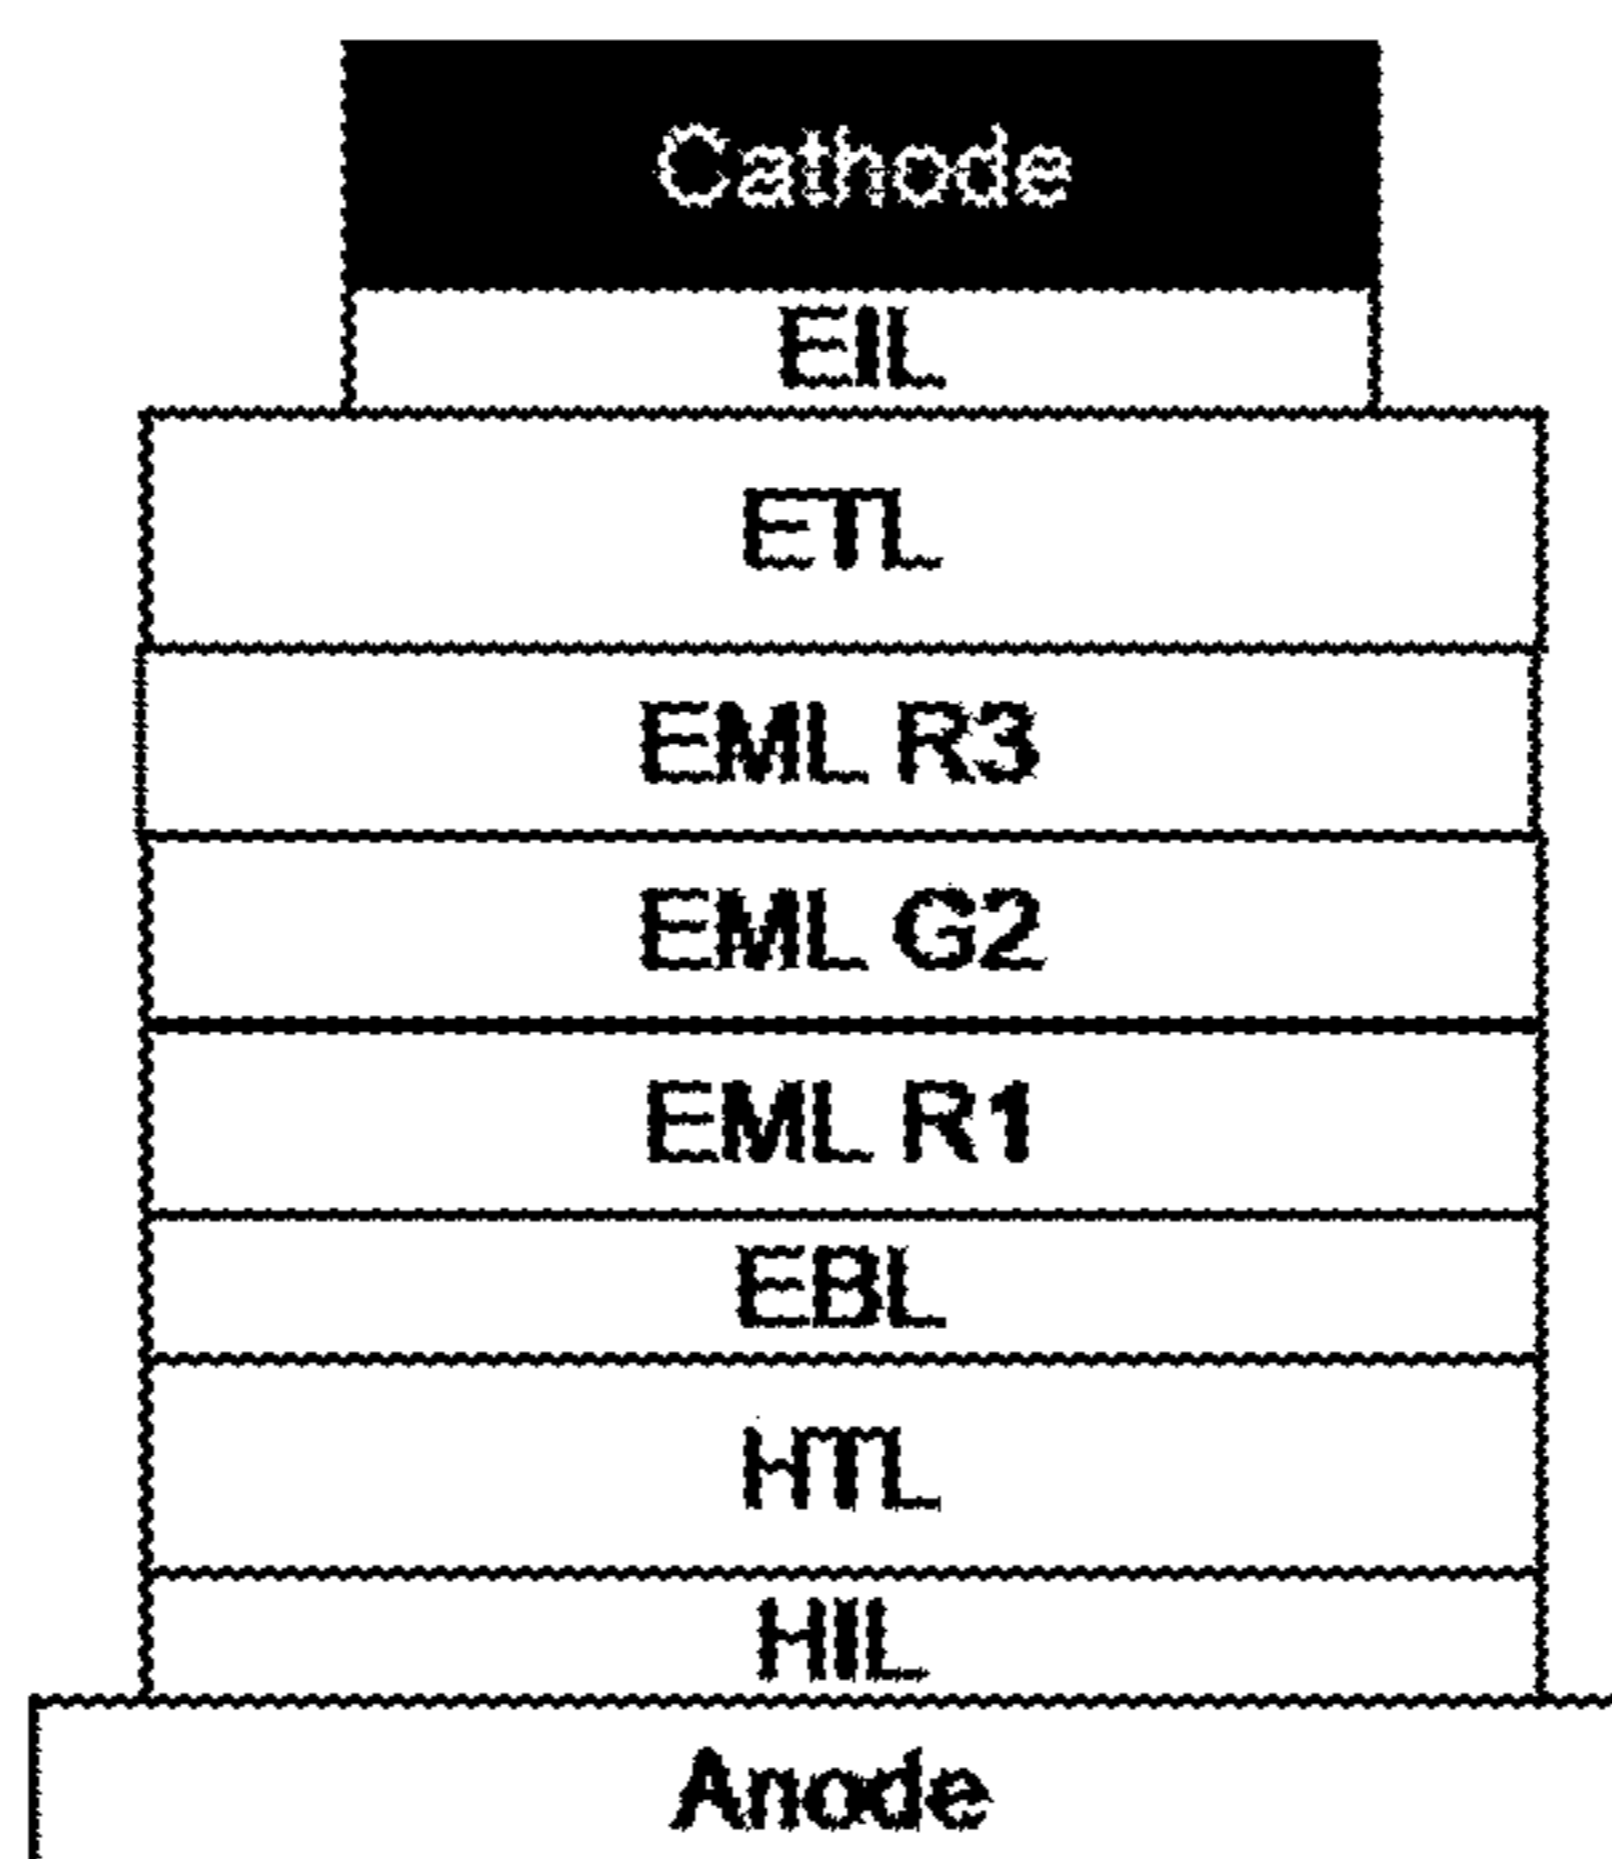 Cathode
EIL
ETL
EML R3
EML G2
EML R1
EBL
HTL
HIL
Anode